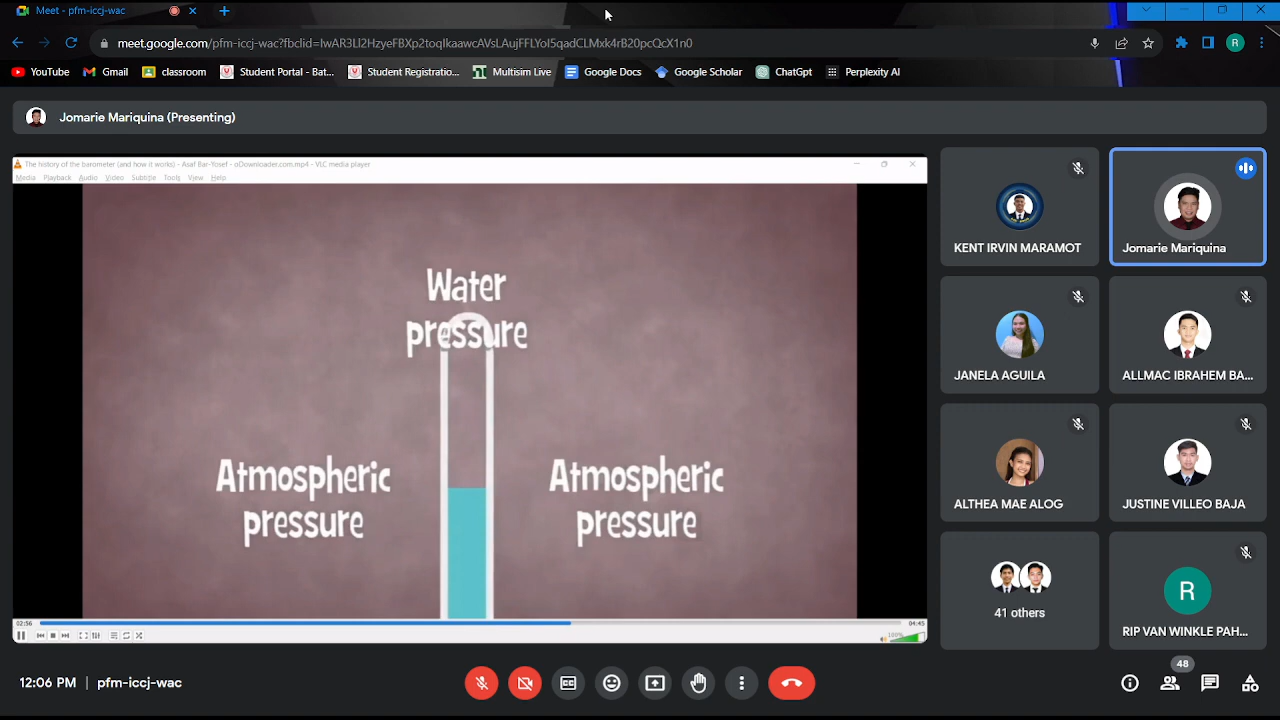 Meet - pfm-iccj-wac
meet.google.com/pfm-iccj-wac?fbclid=IwAR3Ll2HzyeFBXp2toqIkaawcAVsLAujFFLYoI5qadCLMxk4rB20pcQcX1n0
R
YouTube Gmail classroom Student Portal - Bat... Student Registratio... Multisim Live Google Docs Google Scholar ChatGpt Perplexity AI
Jomarie Mariquina (Presenting)
The history of the barometer (and how it works) - Asaf Bar-Yosef - oDownloader.com.mp4 - VLC media player
Media Playback Audio Video Subtitle Tools View Help
Water
pressure
Atmospheric
pressure
Atmospheric
pressure
02:56 04:45
100%
KENT IRVIN MARAMOT
Jomarie Mariquina
JANELA AGUILA
ALLMAC IBRAHEM BA...
ALTHEA MAE ALOG
JUSTINE VILLEO BAJA
41 others
R
RIP VAN WINKLE PAH...
12:06 PM | pfm-iccj-wac
48